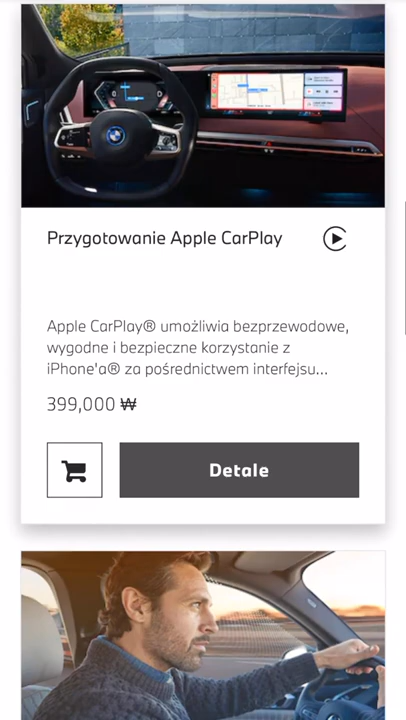 Przygotowanie Apple CarPlay
Apple CarPlay® umożliwia bezprzewodowe,
wygodne i bezpieczne korzystanie z
iPhone'a® za pośrednictwem interfejsu...
399,000 ₩
Detale